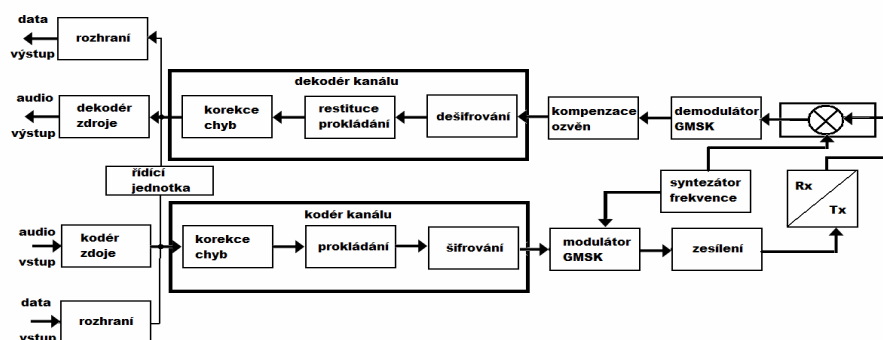 data
výstup
rozhraní
audio
výstup
dekodér
zdroje
dekodér kanálu
korekce
chyb
restituce
prokládání
dešifrování
kompenzace
ozvěn
demodulátor
GMSK
řídící
jednotka
syntezátor
frekvence
Rx
Tx
audio
vstup
kodér
zdoje
kodér kanálu
korekce
chyb
prokládání
šifrování
modulátor
GMSK
zesílení
data
vstup
rozhraní